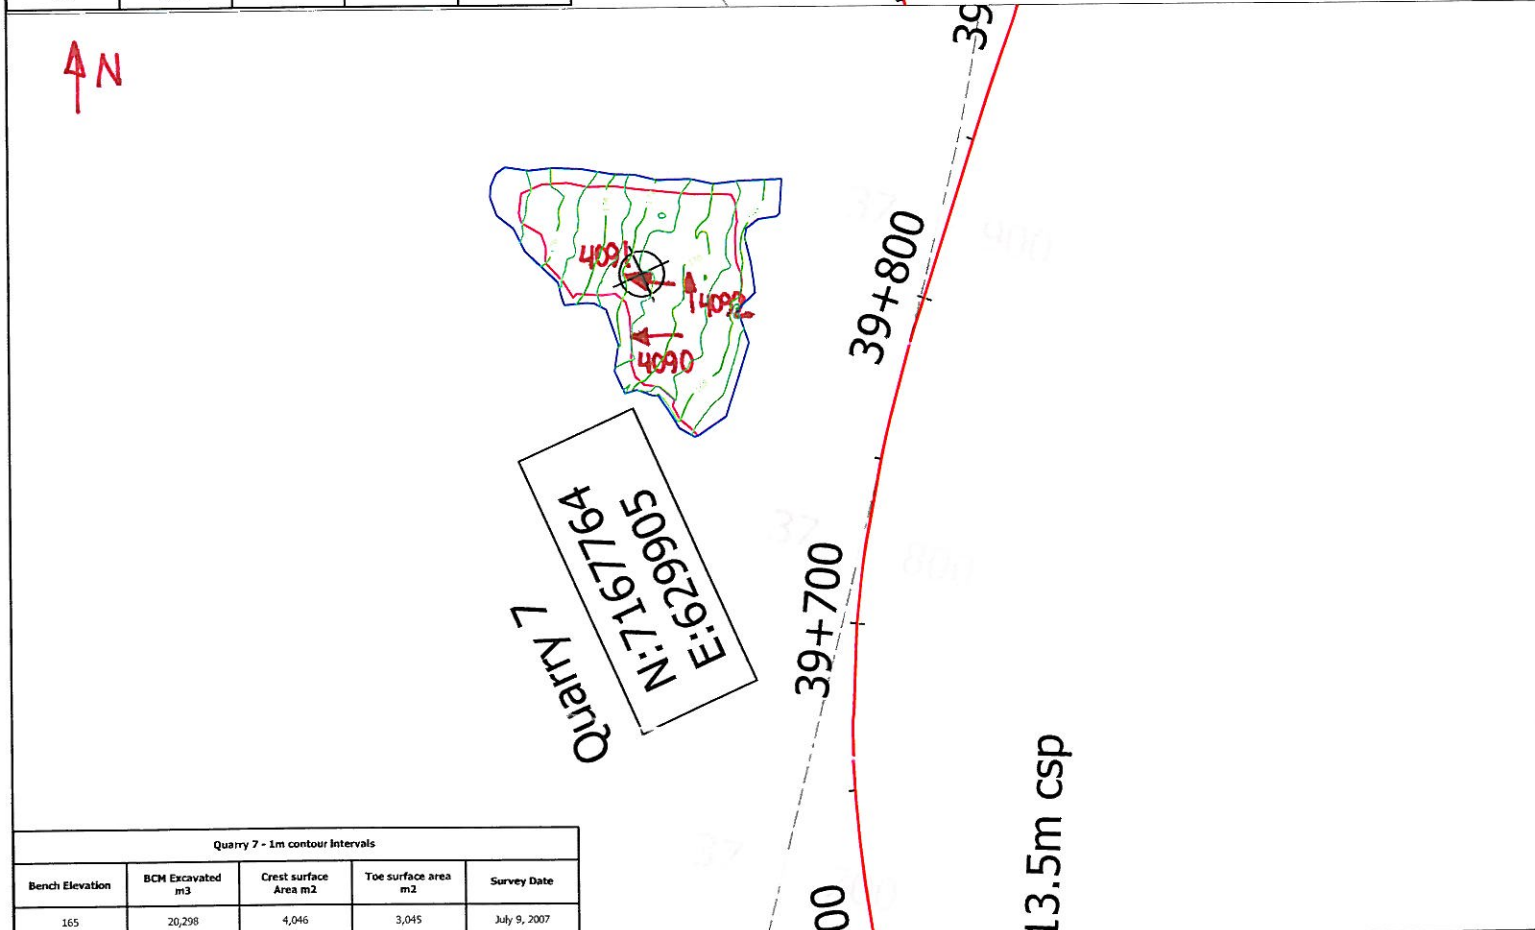 N
39
4091
4092
4090
39+800
N:7167764
E:629905
Quarry 7
39+700
13.5m csp
00
Quarry 7 - 1m contour intervals
Bench Elevation
BCM Excavated
m3
Crest surface
Area m2
Toe surface area
m2
Survey Date
165
20,298
4,046
3,045
July 9, 2007